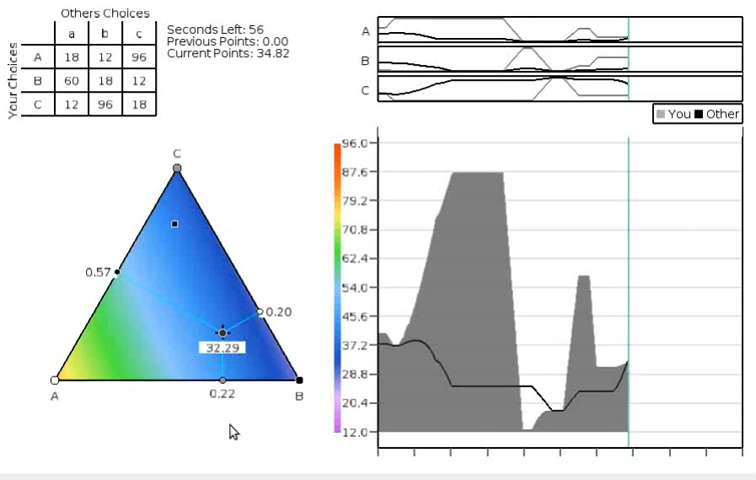 Others Choices
a b c
A 18 12 96
B 60 18 12
C 12 96 18
Your Choices
Seconds Left: 56
Previous Points: 0.00
Current Points: 34.82
A
B
C
You Other
C
0.57
0.20
32.29
0.22
A
B
96.0
87.6
79.2
70.8
62.4
54.0
45.6
37.2
28.8
20.4
12.0